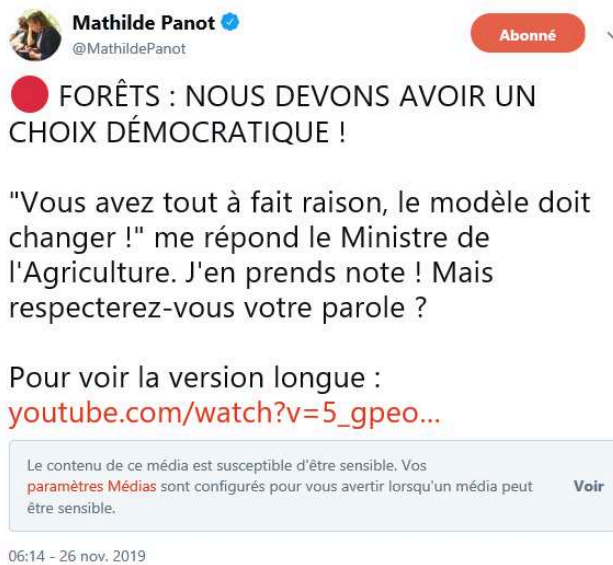 Mathilde Panot
@MathildePanot
Abonné
🔴 FORÊTS : NOUS DEVONS AVOIR UN
CHOIX DÉMOCRATIQUE !
"Vous avez tout à fait raison, le modèle doit
changer !" me répond le Ministre de
l'Agriculture. J'en prends note ! Mais
respecterez-vous votre parole ?
Pour voir la version longue :
youtube.com/watch?v=5_gpeo...
Le contenu de ce média est susceptible d'être sensible. Vos
paramètres Médias sont configurés pour vous avertir lorsqu'un média peut
être sensible.
Voir
06:14 - 26 nov. 2019